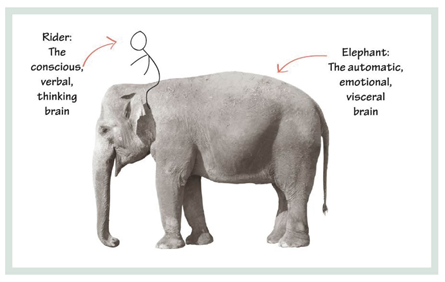 Rider:
The
conscious,
verbal,
thinking
brain
Elephant:
The automatic,
emotional,
visceral
brain